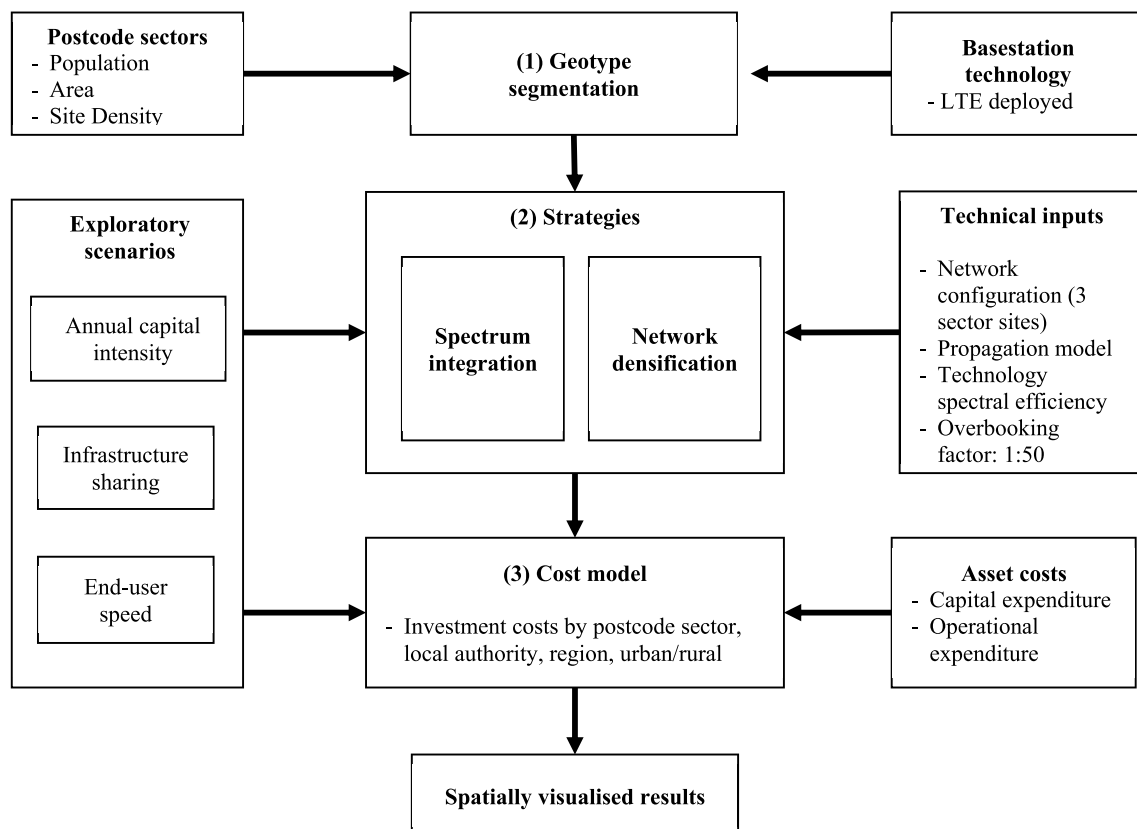 Postcode sectors
- Population
- Area
- Site Density
(1) Geotype
segmentation
Basestation
technology
- LTE deployed
Exploratory
scenarios
Annual capital
intensity
Infrastructure
sharing
End-user
speed
(2) Strategies
Spectrum
integration
Network
densification
Technical inputs
- Network
configuration (3
sector sites)
- Propagation model
- Technology
spectral efficiency
- Overbooking
factor: 1:50
(3) Cost model
- Investment costs by postcode sector,
local authority, region, urban/rural
Asset costs
- Capital expenditure
- Operational
expenditure
Spatially visualised results